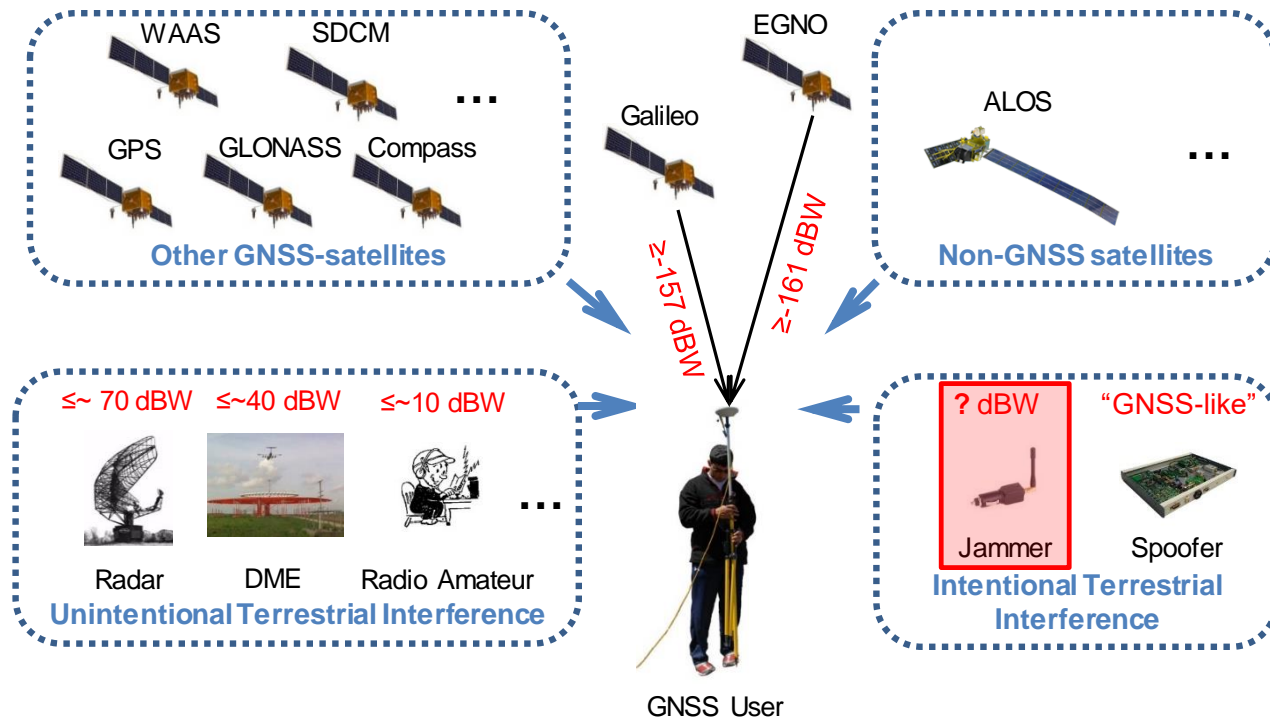 WAAS
SDCM
...
GPS
GLONASS
Compass
Other GNSS-satellites
EGNO
Galileo
≥-157 dBW
≥-161 dBW
ALOS
...
Non-GNSS satellites
≤~ 70 dBW
≤~40 dBW
≤~10 dBW
...
Radar
DME
Radio Amateur
Unintentional Terrestrial Interference
? dBW
“GNSS-like”
Jammer
Spoofer
Intentional Terrestrial
Interference
GNSS User